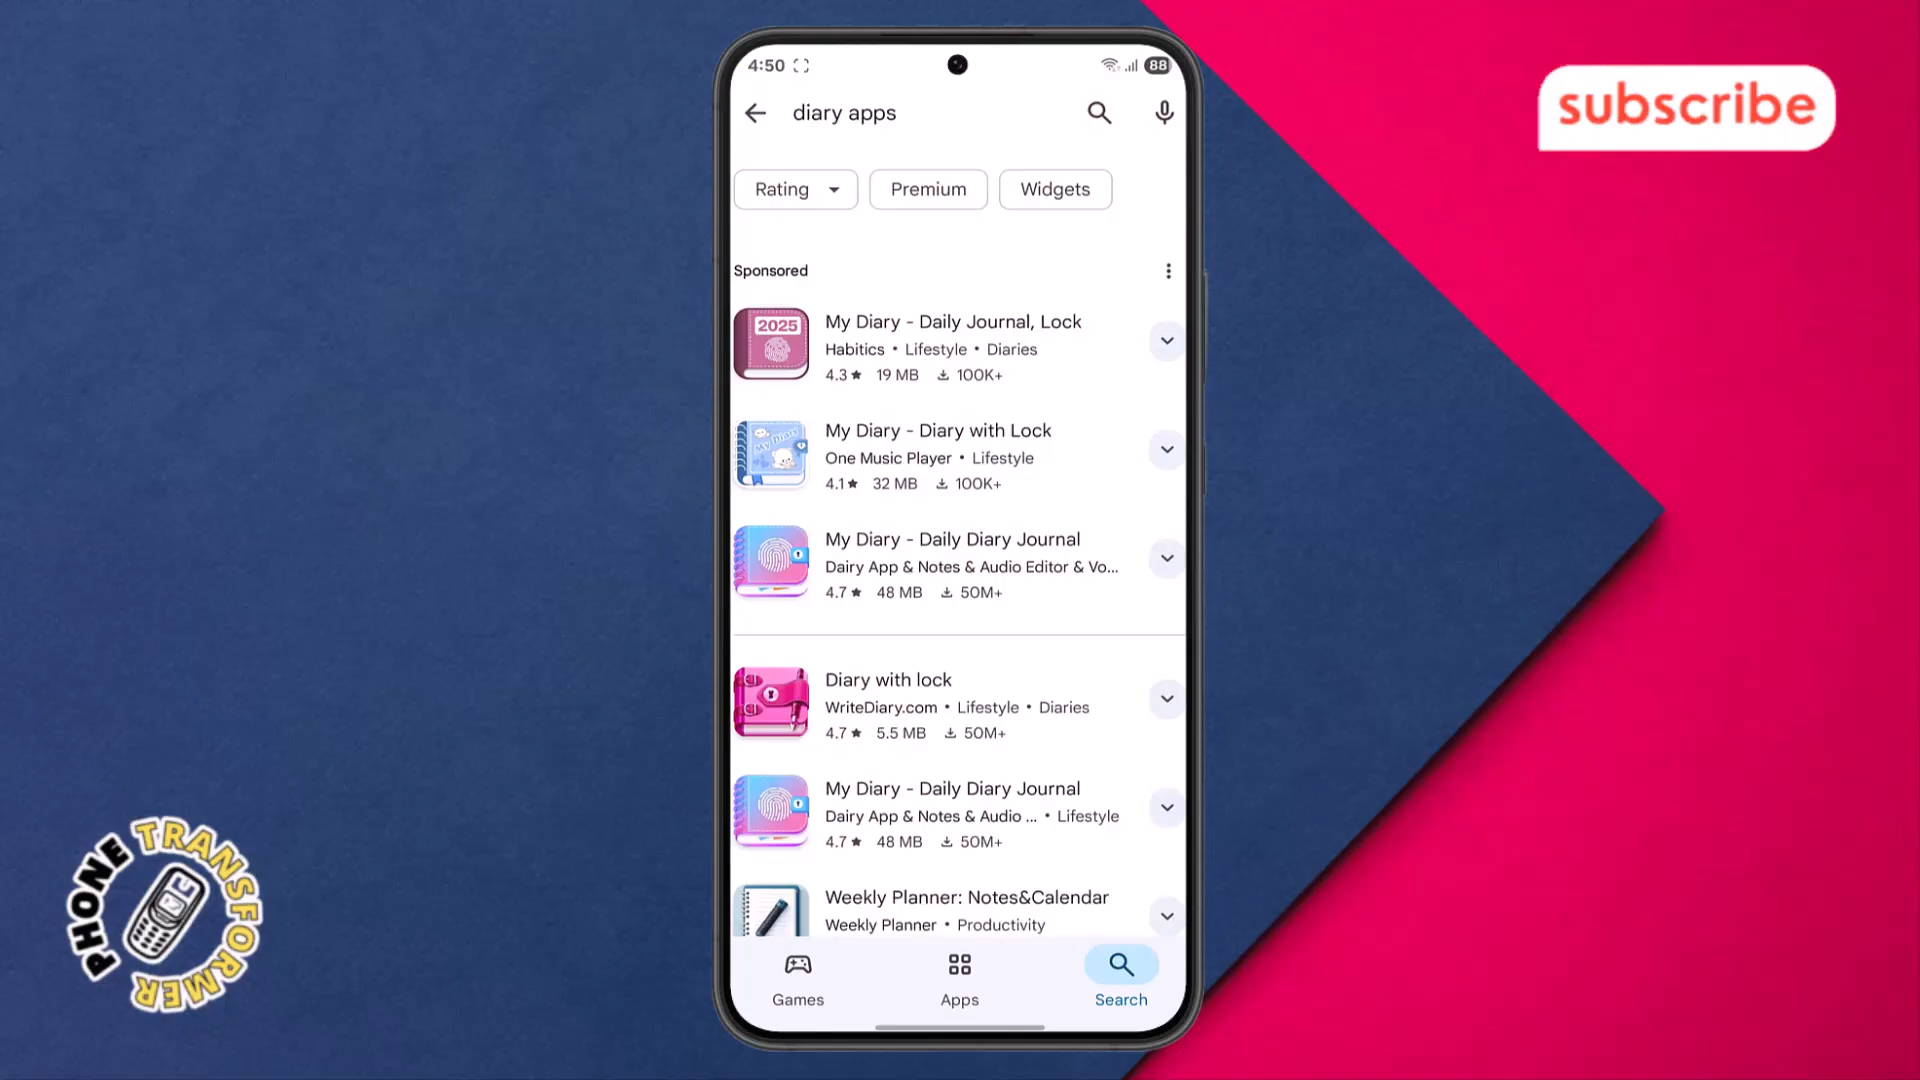 4:50
88
diary apps
Rating
Premium
Widgets
Sponsored
2025
My Diary - Daily Journal, Lock
Habitics • Lifestyle • Diaries
4.3★ 19 MB 100K+
My Diary
My Diary - Diary with Lock
One Music Player • Lifestyle
4.1★ 32 MB 100K+
My Diary - Daily Diary Journal
Dairy App & Notes & Audio Editor & Vo...
4.7★ 48 MB 50M+
Diary with lock
WriteDiary.com • Lifestyle • Diaries
4.7★ 5.5 MB 50M+
My Diary - Daily Diary Journal
Dairy App & Notes & Audio ... • Lifestyle
4.7★ 48 MB 50M+
Weekly Planner: Notes&Calendar
Weekly Planner • Productivity
Games
Apps
Search
subscribe
PHONE
TRANSFORMER